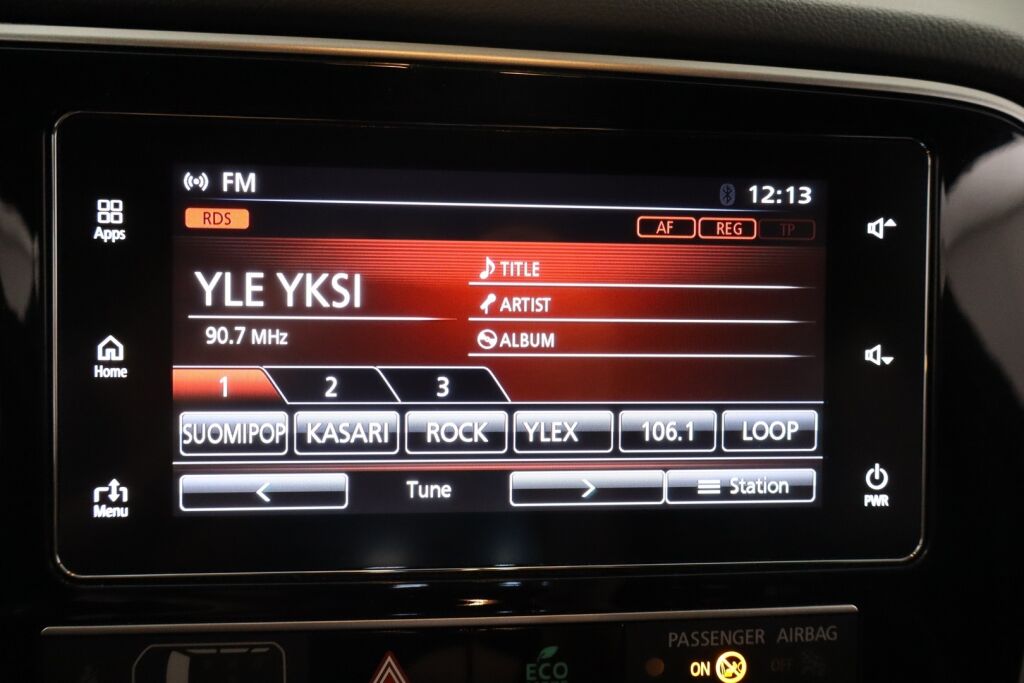 FM
12:13
RDS
AF REG TP
Apps
YLE YKSI
90.7 MHz
TITLE
ARTIST
ALBUM
Home
1 2 3
SUOMIPOP KASARI ROCK YLEX 106.1 LOOP
< Tune > Station
Menu
PWR
PASSENGER AIRBAG
ON OFF
ECO